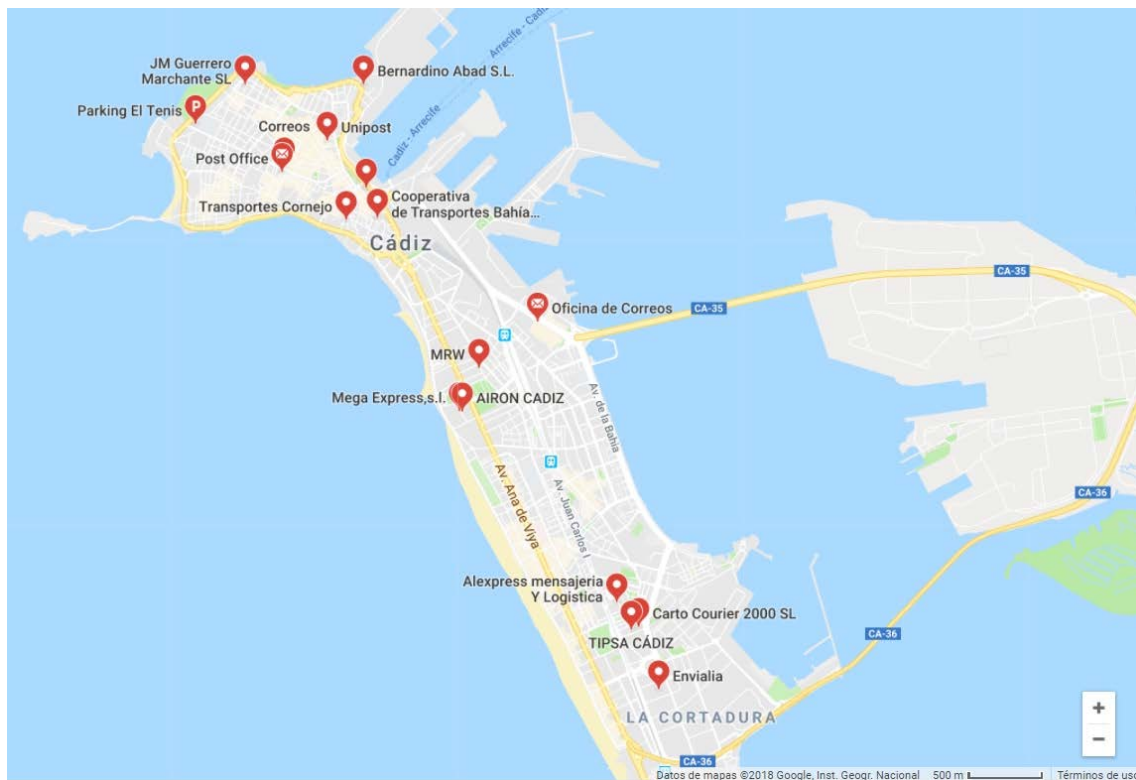 Arrecife - Cadiz
JM Guerrero
Marchante SL
Bernardino Abad S.L.
Parking El Tenis
P
Correos
Unipost
Cadiz - Arrecife
Post Office
Transportes Cornejo
Cooperativa
de Transportes Bahía...
Cádiz
CA-35
Oficina de Correos
CA-35
MRW
Mega Express,s.l.
AIRON CADIZ
Av. de la Bahía
Av. Ana de Viya
Av. Juan Carlos I
CA-36
Alexpress mensajeria
Y Logistica
Carto Courier 2000 SL
CA-36
TIPSA CÁDIZ
Envialia
LA CORTADURA
+
−
CA-36
Datos de mapas ©2018 Google, Inst. Geogr. Nacional
500 m
Términos de